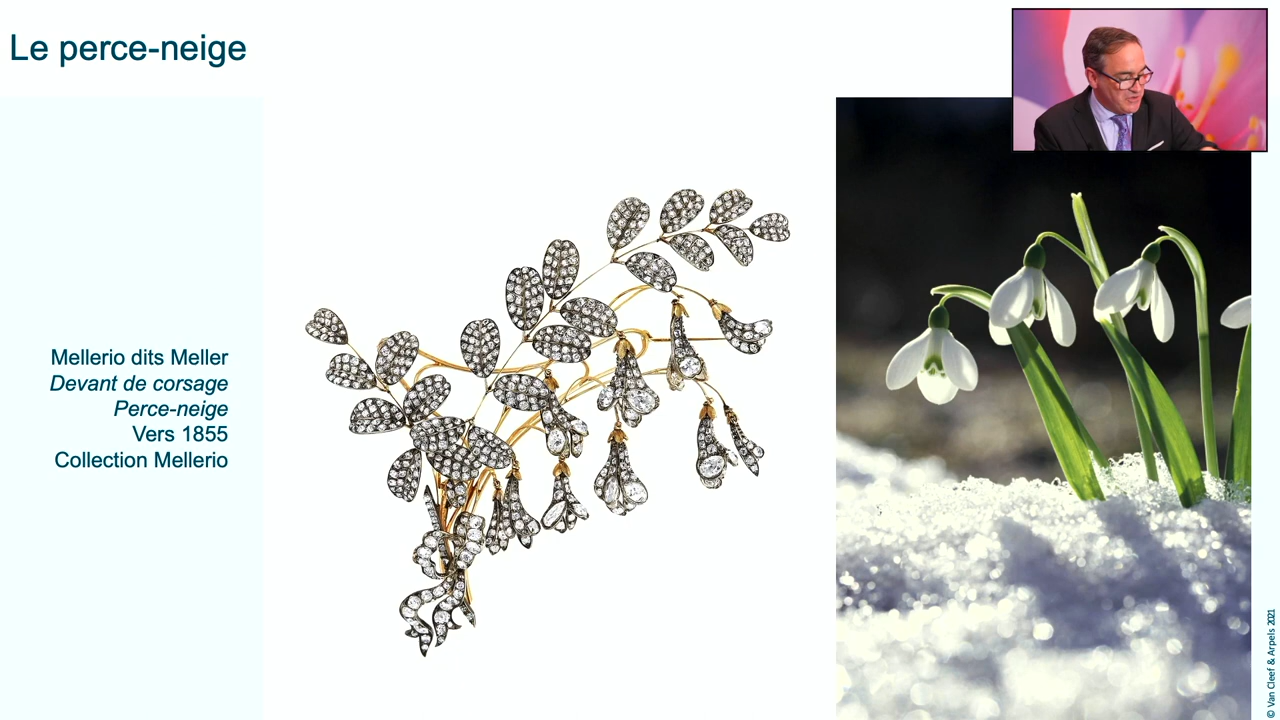 Le perce-neige
Mellerio dits Meller
Devant de corsage
Perce-neige
Vers 1855
Collection Mellerio
© Van Cleef & Arpels 2021